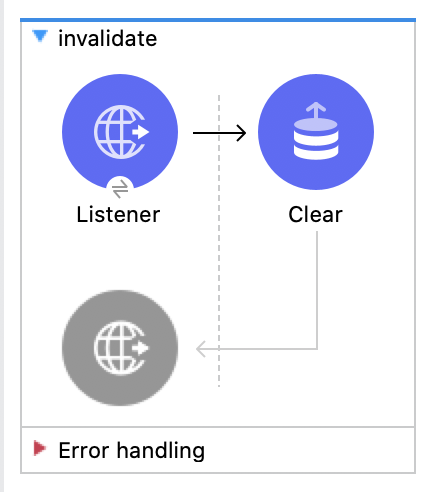 invalidate
Listener
Clear
Error handling